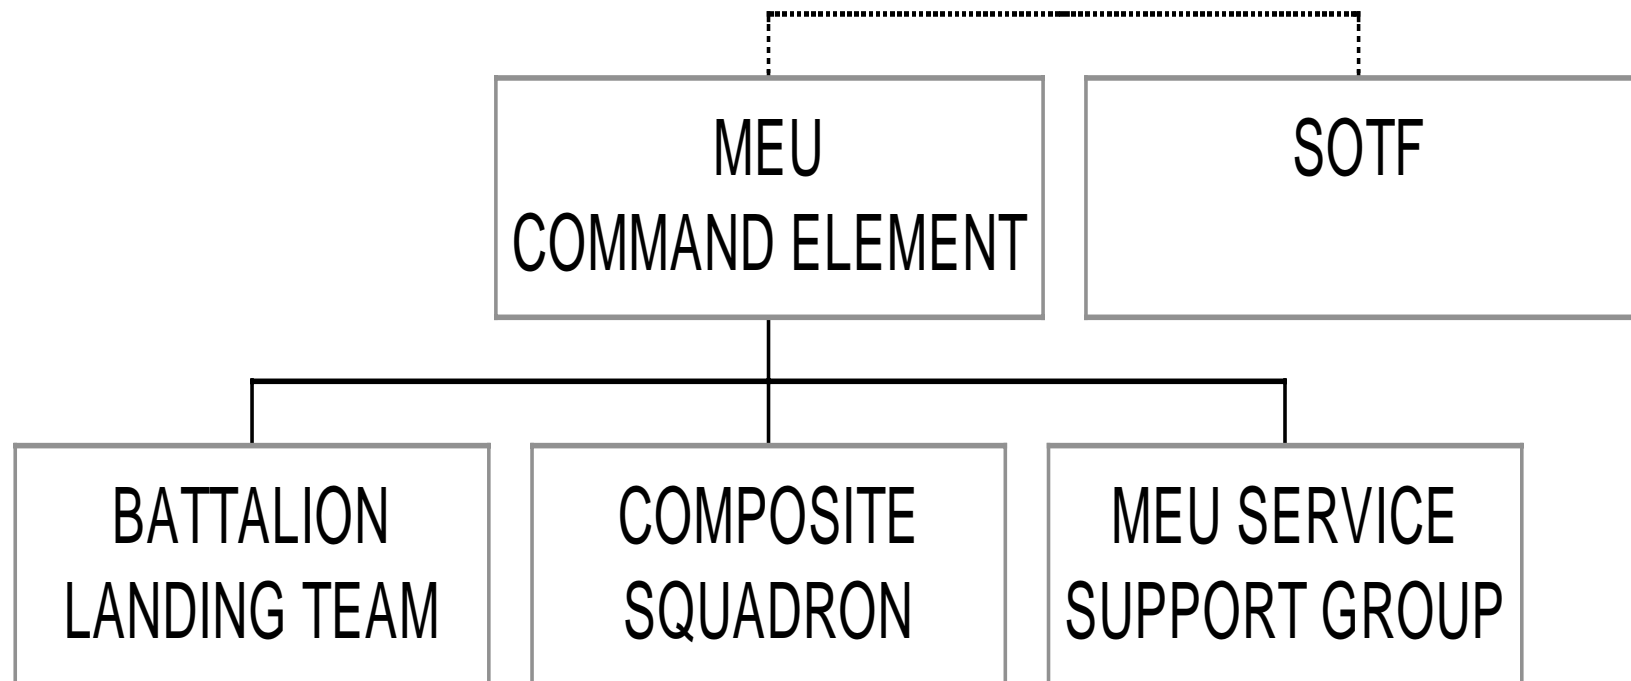 MEU
COMMAND ELEMENT
SOTF
BATTALION
LANDING TEAM
COMPOSITE
SQUADRON
MEU SERVICE
SUPPORT GROUP